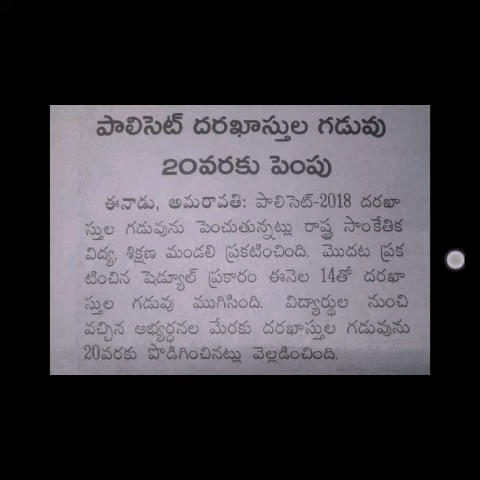 పాలిసెట్ దరఖాస్తుల గడువు
20వరకు పెంపు
ఈనాడు, అమరావతి: పాలిసెట్-2018 దరఖా
స్తుల గడువును పెంచుతున్నట్లు రాష్ట్ర సాంకేతిక
విద్య, శిక్షణ మండలి ప్రకటించింది. మొదట ప్రక
టించిన షెడ్యూల్ ప్రకారం ఈనెల 14తో దరఖా
స్తుల గడువు ముగిసింది. విద్యార్థుల నుంచి
వచ్చిన అభ్యర్థనల మేరకు దరఖాస్తుల గడువును
20వరకు పొడిగించినట్లు వెల్లడించింది.